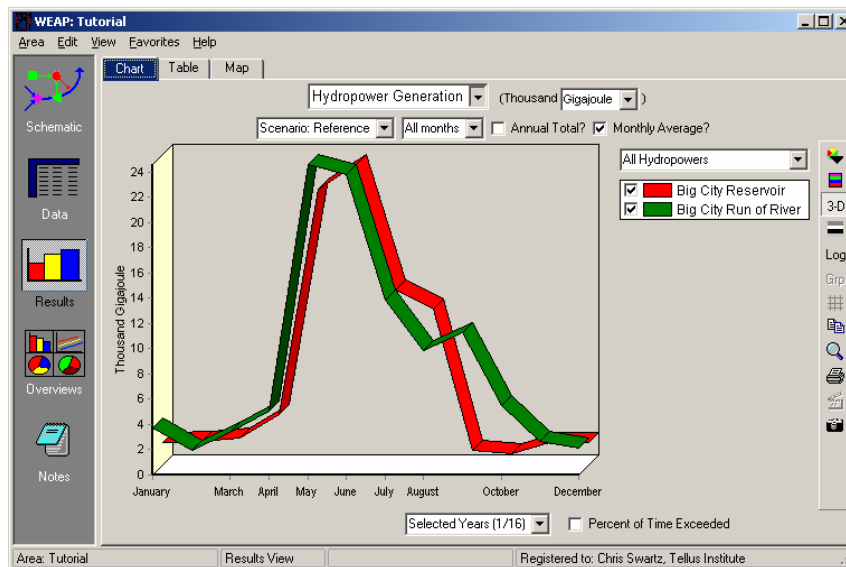 WEAP: Tutorial
Area Edit View Favorites Help
Chart Table Map
Hydropower Generation (Thousand Gigajoule )
Scenario: Reference All months Annual Total? Monthly Average?
Schematic
Data
Results
Overviews
Notes
All Hydropowers
Big City Reservoir
Big City Run of River
3-D
Log
Grp
Thousand Gigajoule
24
22
20
18
16
14
12
10
8
6
4
2
0
January March April May June July August October December
Selected Years (1/16) Percent of Time Exceeded
Area: Tutorial Results View Registered to: Chris Swartz, Tellus Institute